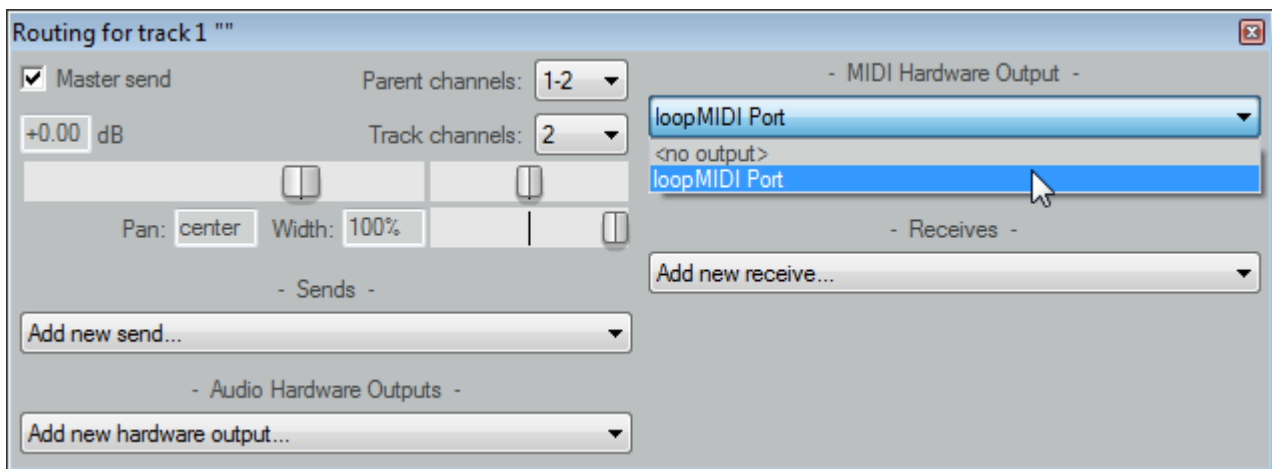 Routing for track 1 ""
Master send
Parent channels: 1-2
+0.00 dB
Track channels: 2
Pan: center Width: 100%
- Sends -
Add new send...
- Audio Hardware Outputs -
Add new hardware output...
- MIDI Hardware Output -
loopMIDI Port
<no output>
loopMIDI Port
- Receives -
Add new receive...